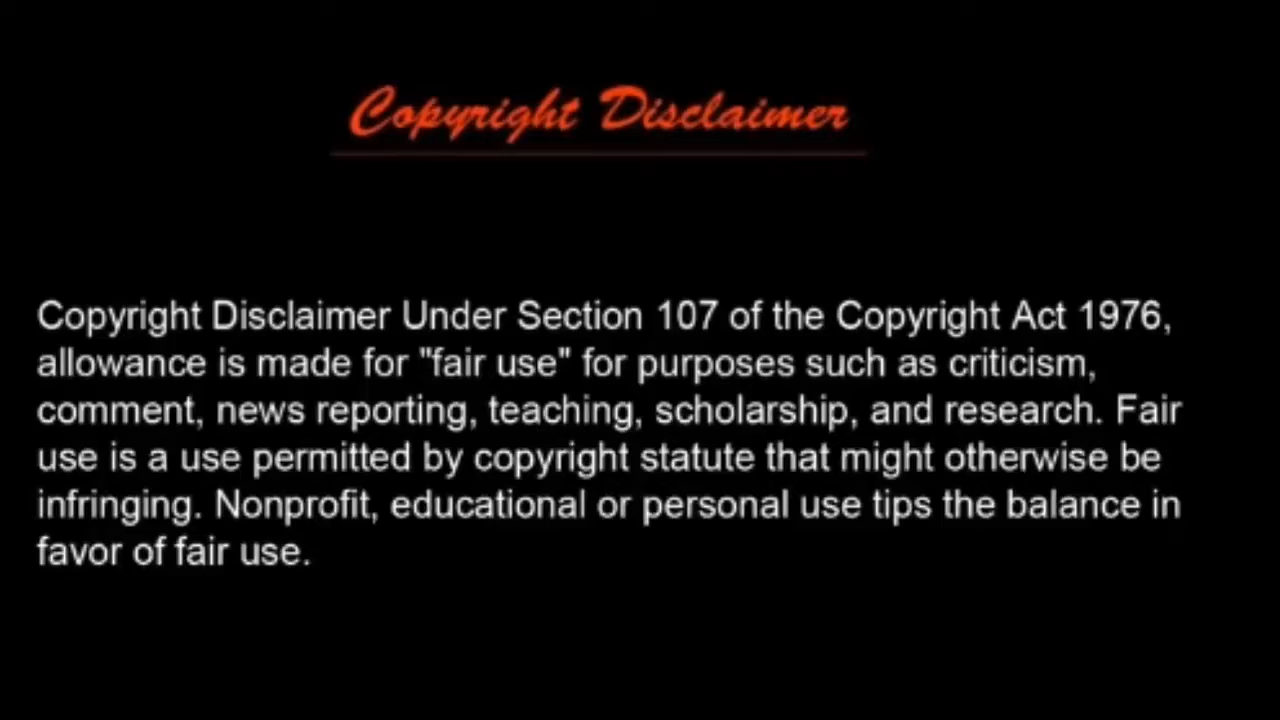 Copyright Disclaimer
Copyright Disclaimer Under Section 107 of the Copyright Act 1976,
allowance is made for "fair use" for purposes such as criticism,
comment, news reporting, teaching, scholarship, and research. Fair
use is a use permitted by copyright statute that might otherwise be
infringing. Nonprofit, educational or personal use tips the balance in
favor of fair use.